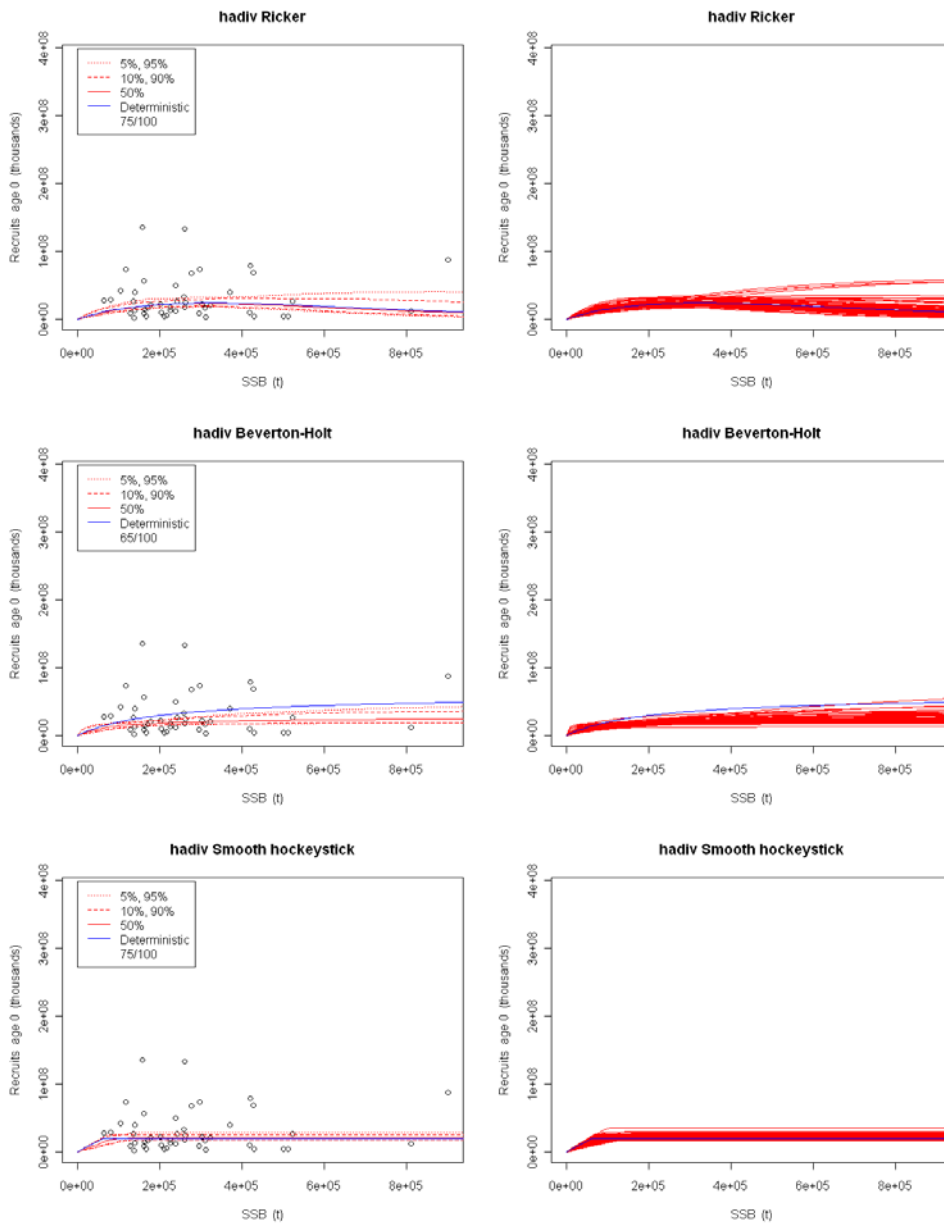 hadiv Ricker
4e+08
3e+08
2e+08
1e+08
0e+00
Recruits age 0 (thousands)
5%, 95%
10%, 90%
50%
Deterministic
75/100
0e+00 2e+05 4e+05 6e+05 8e+05
SSB (t)
hadiv Ricker
4e+08
3e+08
2e+08
1e+08
0e+00
Recruits age 0 (thousands)
0e+00 2e+05 4e+05 6e+05 8e+05
SSB (t)
hadiv Beverton-Holt
4e+08
3e+08
2e+08
1e+08
0e+00
Recruits age 0 (thousands)
5%, 95%
10%, 90%
50%
Deterministic
65/100
0e+00 2e+05 4e+05 6e+05 8e+05
SSB (t)
hadiv Beverton-Holt
4e+08
3e+08
2e+08
1e+08
0e+00
Recruits age 0 (thousands)
0e+00 2e+05 4e+05 6e+05 8e+05
SSB (t)
hadiv Smooth hockeystick
4e+08
3e+08
2e+08
1e+08
0e+00
Recruits age 0 (thousands)
5%, 95%
10%, 90%
50%
Deterministic
75/100
0e+00 2e+05 4e+05 6e+05 8e+05
SSB (t)
hadiv Smooth hockeystick
4e+08
3e+08
2e+08
1e+08
0e+00
Recruits age 0 (thousands)
0e+00 2e+05 4e+05 6e+05 8e+05
SSB (t)